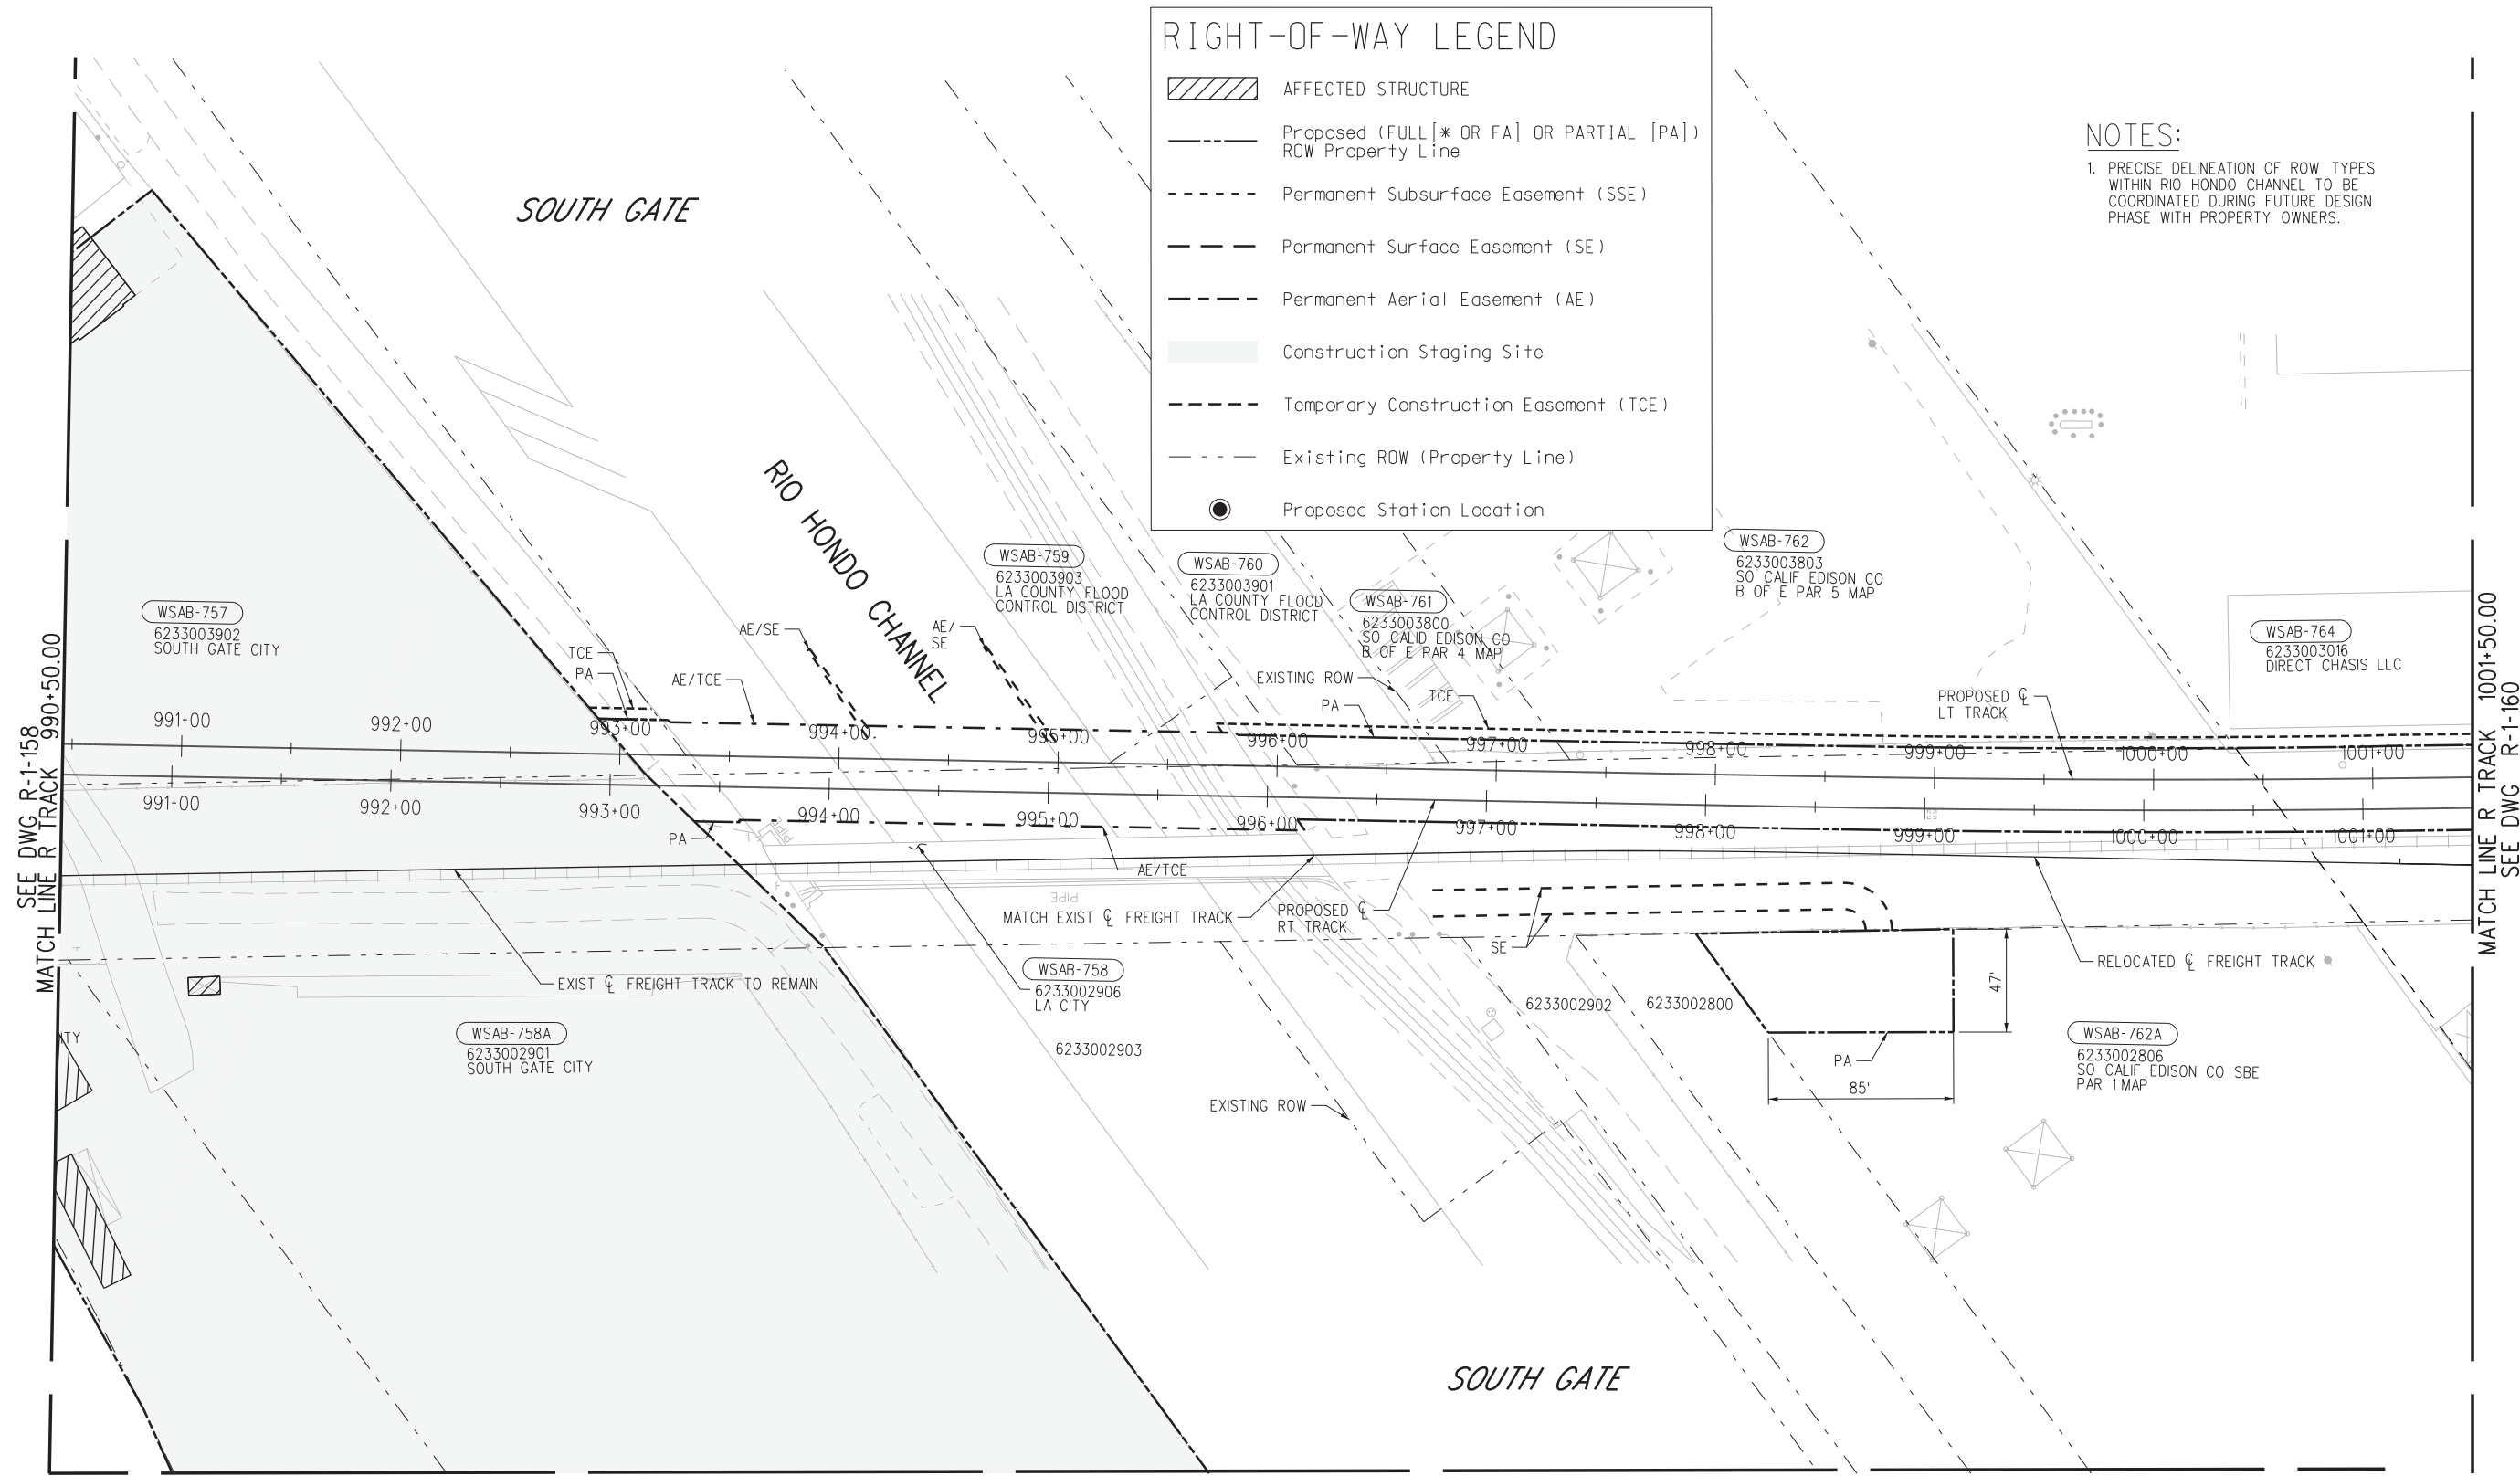 RIGHT-OF-WAY LEGEND
AFFECTED STRUCTURE
Proposed (FULL[* OR FA] OR PARTIAL [PA])
ROW Property Line
Permanent Subsurface Easement (SSE)
Permanent Surface Easement (SE)
Permanent Aerial Easement (AE)
Construction Staging Site
Temporary Construction Easement (TCE)
Existing ROW (Property Line)
Proposed Station Location
NOTES:
1. PRECISE DELINEATION OF ROW TYPES
WITHIN RIO HONDO CHANNEL TO BE
COORDINATED DURING FUTURE DESIGN
PHASE WITH PROPERTY OWNERS.
SOUTH GATE
RIO HONDO CHANNEL
WSAB-757
6233003902
SOUTH GATE CITY
WSAB-759
6233003903
LA COUNTY FLOOD
CONTROL DISTRICT
WSAB-760
6233003901
LA COUNTY FLOOD
CONTROL DISTRICT
WSAB-761
6233003800
SO CALID EDISON CO
B OF E PAR 4 MAP
WSAB-762
6233003803
SO CALIF EDISON CO
B OF E PAR 5 MAP
WSAB-764
6233003016
DIRECT CHASIS LLC
TCE
PA
AE/TCE
AE/SE
AE/
SE
EXISTING ROW
PA
TCE
PROPOSED ℄
LT TRACK
SEE DWG R-1-158
MATCH LINE R TRACK 990+50.00
MATCH LINE R TRACK 1001+50.00
SEE DWG R-1-160
991+00
992+00
993+00
994+00
995+00
996+00
997+00
998+00
999+00
1000+00
1001+00
991+00
992+00
993+00
994+00
995+00
996+00
997+00
998+00
999+00
1000+00
1001+00
PA
PIPE
AE/TCE
PIPE
MATCH EXIST ℄ FREIGHT TRACK
PROPOSED ℄
RT TRACK
SE
EXIST ℄ FREIGHT TRACK TO REMAIN
RELOCATED ℄ FREIGHT TRACK
WSAB-758
6233002906
LA CITY
6233002903
6233002902
6233002800
47'
85'
PA
WSAB-758A
6233002901
SOUTH GATE CITY
WSAB-762A
6233002806
SO CALIF EDISON CO SBE
PAR 1 MAP
ITY
EXISTING ROW
SOUTH GATE